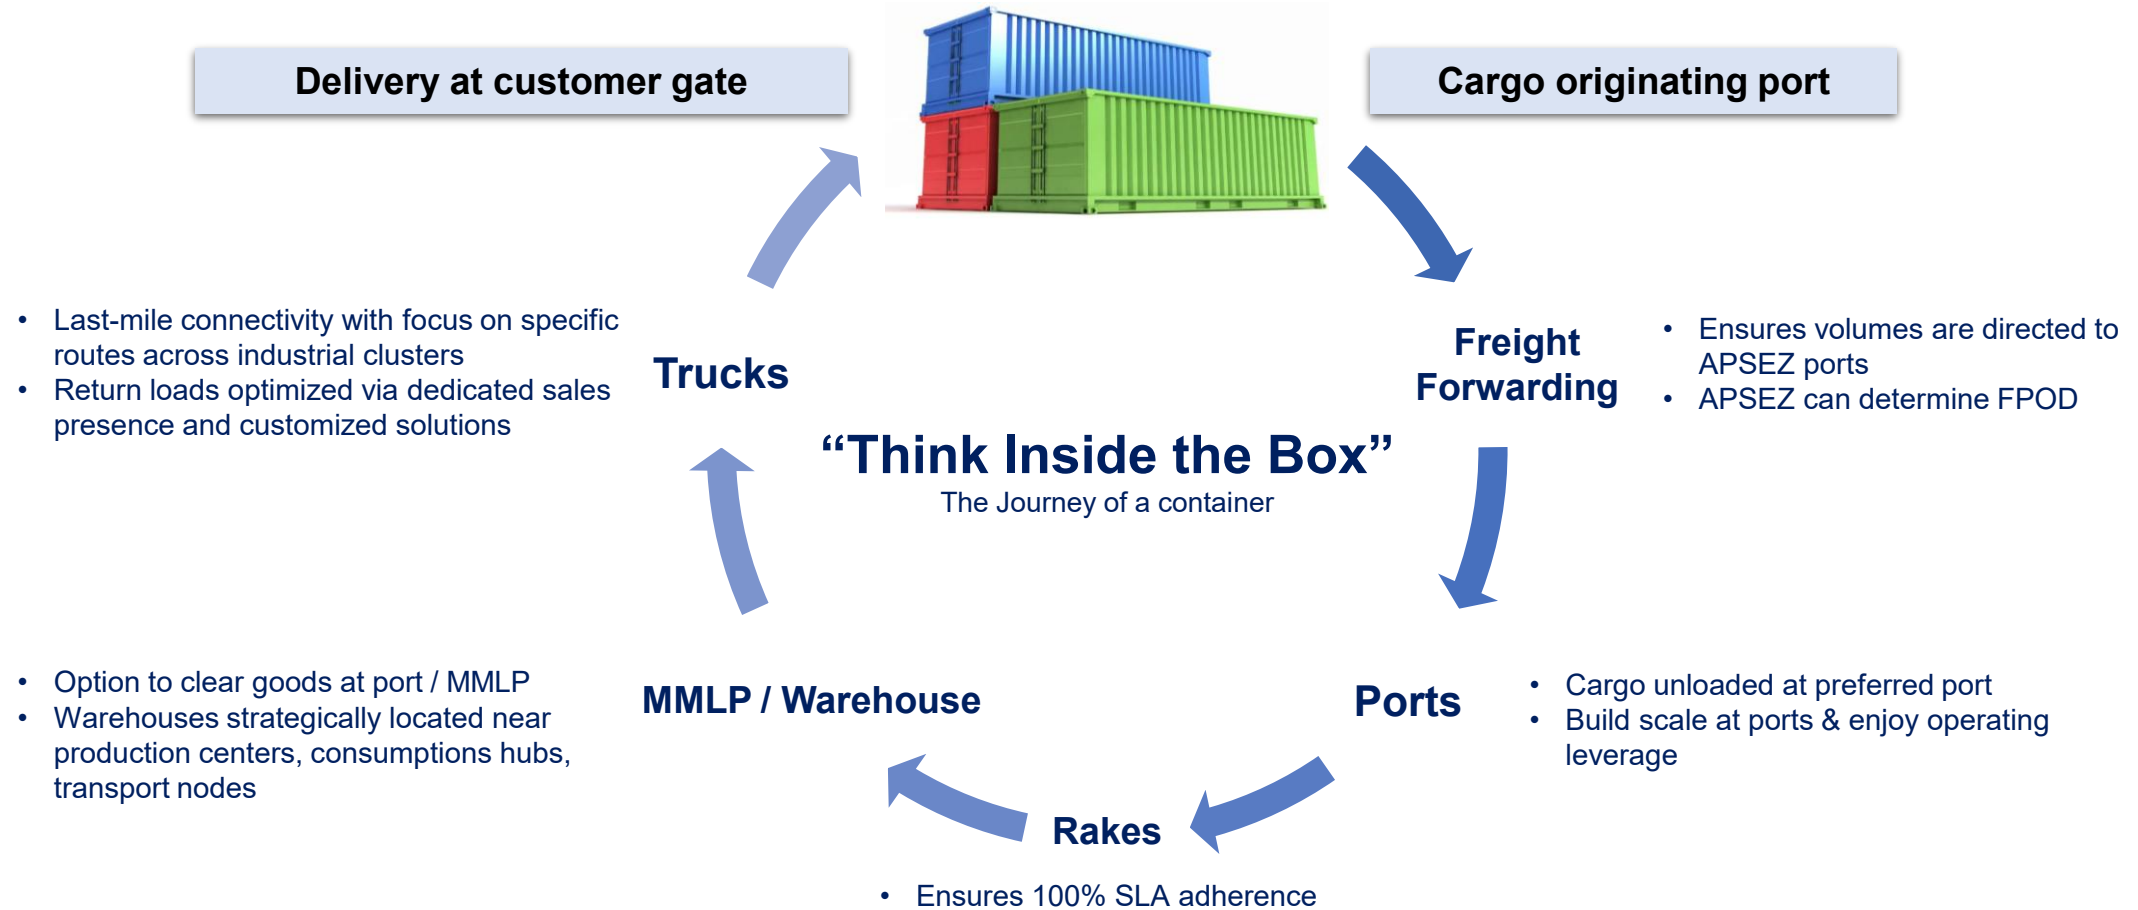 Delivery at customer gate
Cargo originating port
• Last-mile connectivity with focus on specific
routes across industrial clusters
• Return loads optimized via dedicated sales
presence and customized solutions
Trucks
Freight
Forwarding
• Ensures volumes are directed to
APSEZ ports
• APSEZ can determine FPOD
“Think Inside the Box”
The Journey of a container
• Option to clear goods at port / MMLP
• Warehouses strategically located near
production centers, consumptions hubs,
transport nodes
MMLP / Warehouse
Ports
• Cargo unloaded at preferred port
• Build scale at ports & enjoy operating
leverage
Rakes
• Ensures 100% SLA adherence